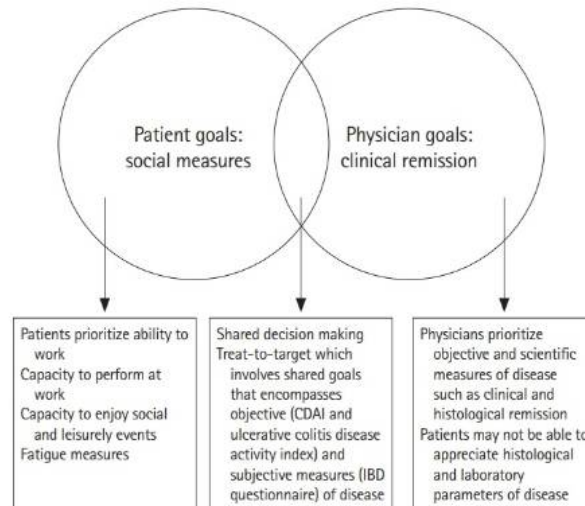 Patient goals:
social measures
Physician goals:
clinical remission
Patients prioritize ability to
work
Capacity to perform at
work
Capacity to enjoy social
and leisurely events
Fatigue measures
Shared decision making
Treat-to-target which
involves shared goals
that encompasses
objective (CDAI and
ulcerative colitis disease
activity index) and
subjective measures (IBD
questionnaire) of disease
Physicians prioritize
objective and scientific
measures of disease
such as clinical and
histological remission
Patients may not be able to
appreciate histological
and laboratory
parameters of disease